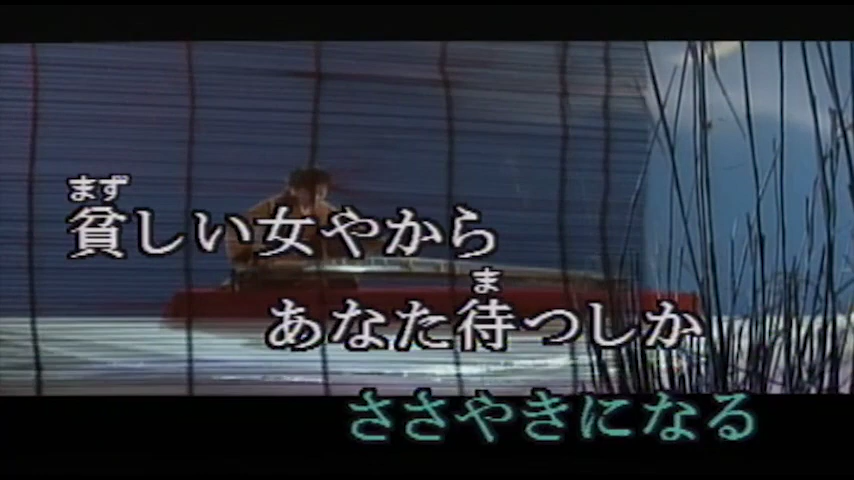 まず
貧しい女やから
ま
あなた待つしか
ささやきになる